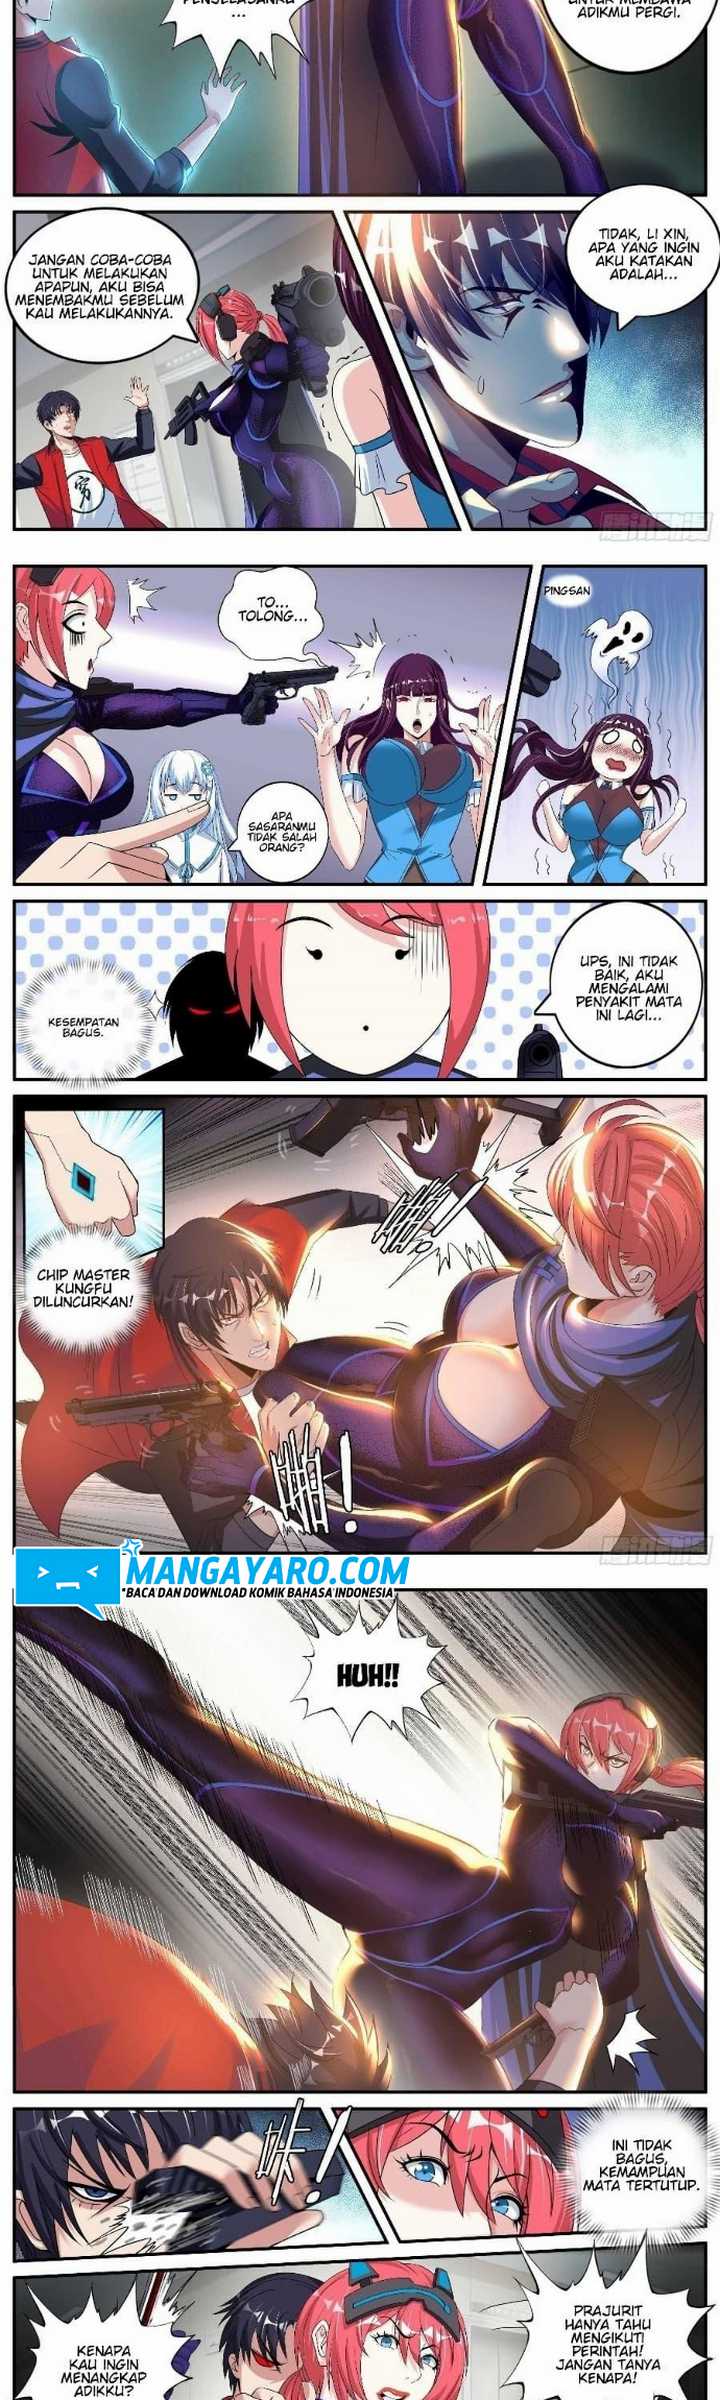 PENJELASANKU
...
UNTUK MEMBAWA
ADIKMU PERGI.
JANGAN COBA-COBA
UNTUK MELAKUKAN
APAPUN, AKU BISA
MENEMBAKMU SEBELUM
KAU MELAKUKANNYA.
TIDAK, LI XIN,
APA YANG INGIN
AKU KATAKAN
ADALAH...
穷
TO...
TOLONG...
APA
SASARANMU
TIDAK SALAH
ORANG?
PINGSAN
KESEMPATAN
BAGUS.
UPS, INI TIDAK
BAIK, AKU
MENGALAMI
PENYAKIT MATA
INI LAGI...
CHIP MASTER
KUNGFU
DILUNCURKAN!
MANGAYARO.COM
BACA DAN DOWNLOAD KOMIK BAHASA INDONESIA
HUH!!
咔!
INI TIDAK
BAGUS,
KEMAMPUAN
MATA TERTUTUP.
KENAPA
KAU INGIN
MENANGKAP
ADIKKU?
PRAJURIT
HANYA TAHU
MENGIKUTI
PERINTAH!
JANGAN TANYA
KENAPA!